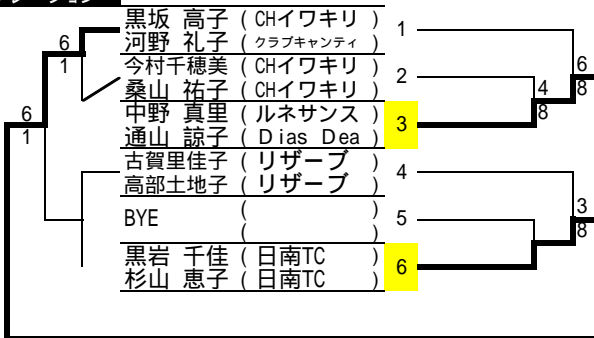 黒坂 高子 ( CHイワキリ ) 1
河野 礼子 ( クラブキャンティ )
今村千穂美 ( CHイワキリ ) 2
桑山 祐子 ( CHイワキリ )
中野 真里 ( ルネサンス ) 3
通山 諒子 ( Dias Dea )
古賀里佳子 ( リザーブ ) 4
高部土地子 ( リザーブ )
BYE ( ) 5
( )
黒岩 千佳 ( 日南TC ) 6
杉山 恵子 ( 日南TC )
6
1
6
1
4
8
6
8
3
8